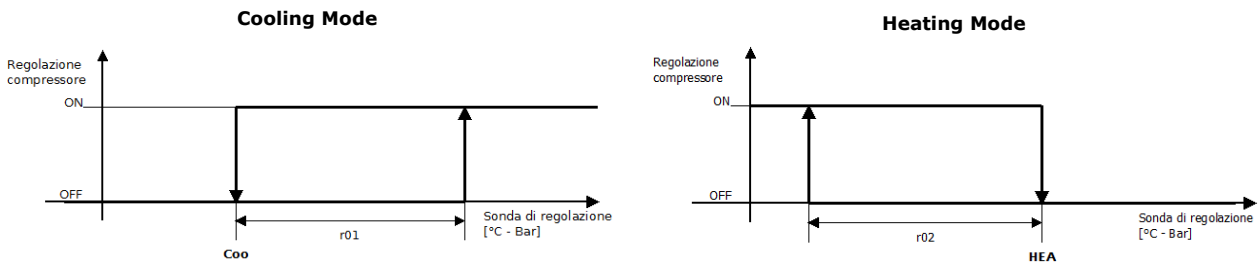 Cooling Mode
Regolazione
compressore
ON
OFF
Sonda di regolazione
[°C - Bar]
r01
Coo
Heating Mode
Regolazione
compressore
ON
OFF
Sonda di regolazione
[°C - Bar]
r02
HEA